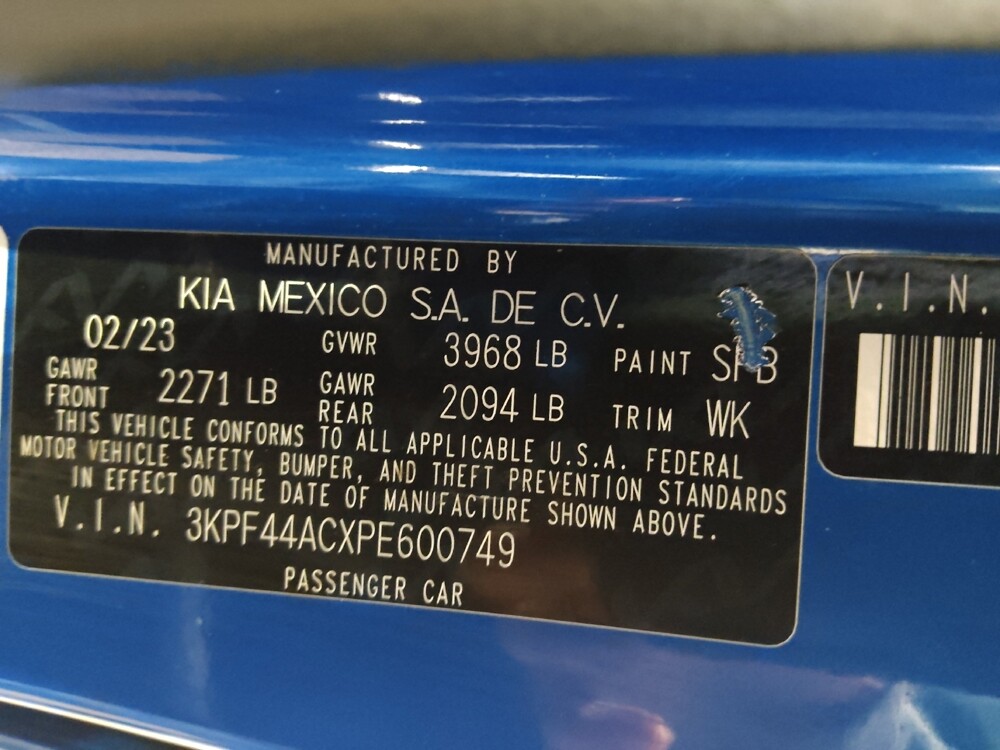 MANUFACTURED BY
KIA MEXICO S.A. DE C.V.
02/23 GVWR 3968 LB PAINT SPB
GAWR FRONT 2271 LB GAWR REAR 2094 LB TRIM WK
THIS VEHICLE CONFORMS TO ALL APPLICABLE U.S.A. FEDERAL
MOTOR VEHICLE SAFETY, BUMPER, AND THEFT PREVENTION STANDARDS
IN EFFECT ON THE DATE OF MANUFACTURE SHOWN ABOVE.
V.I.N. 3KPF44ACXPE600749
PASSENGER CAR
V.I.N.